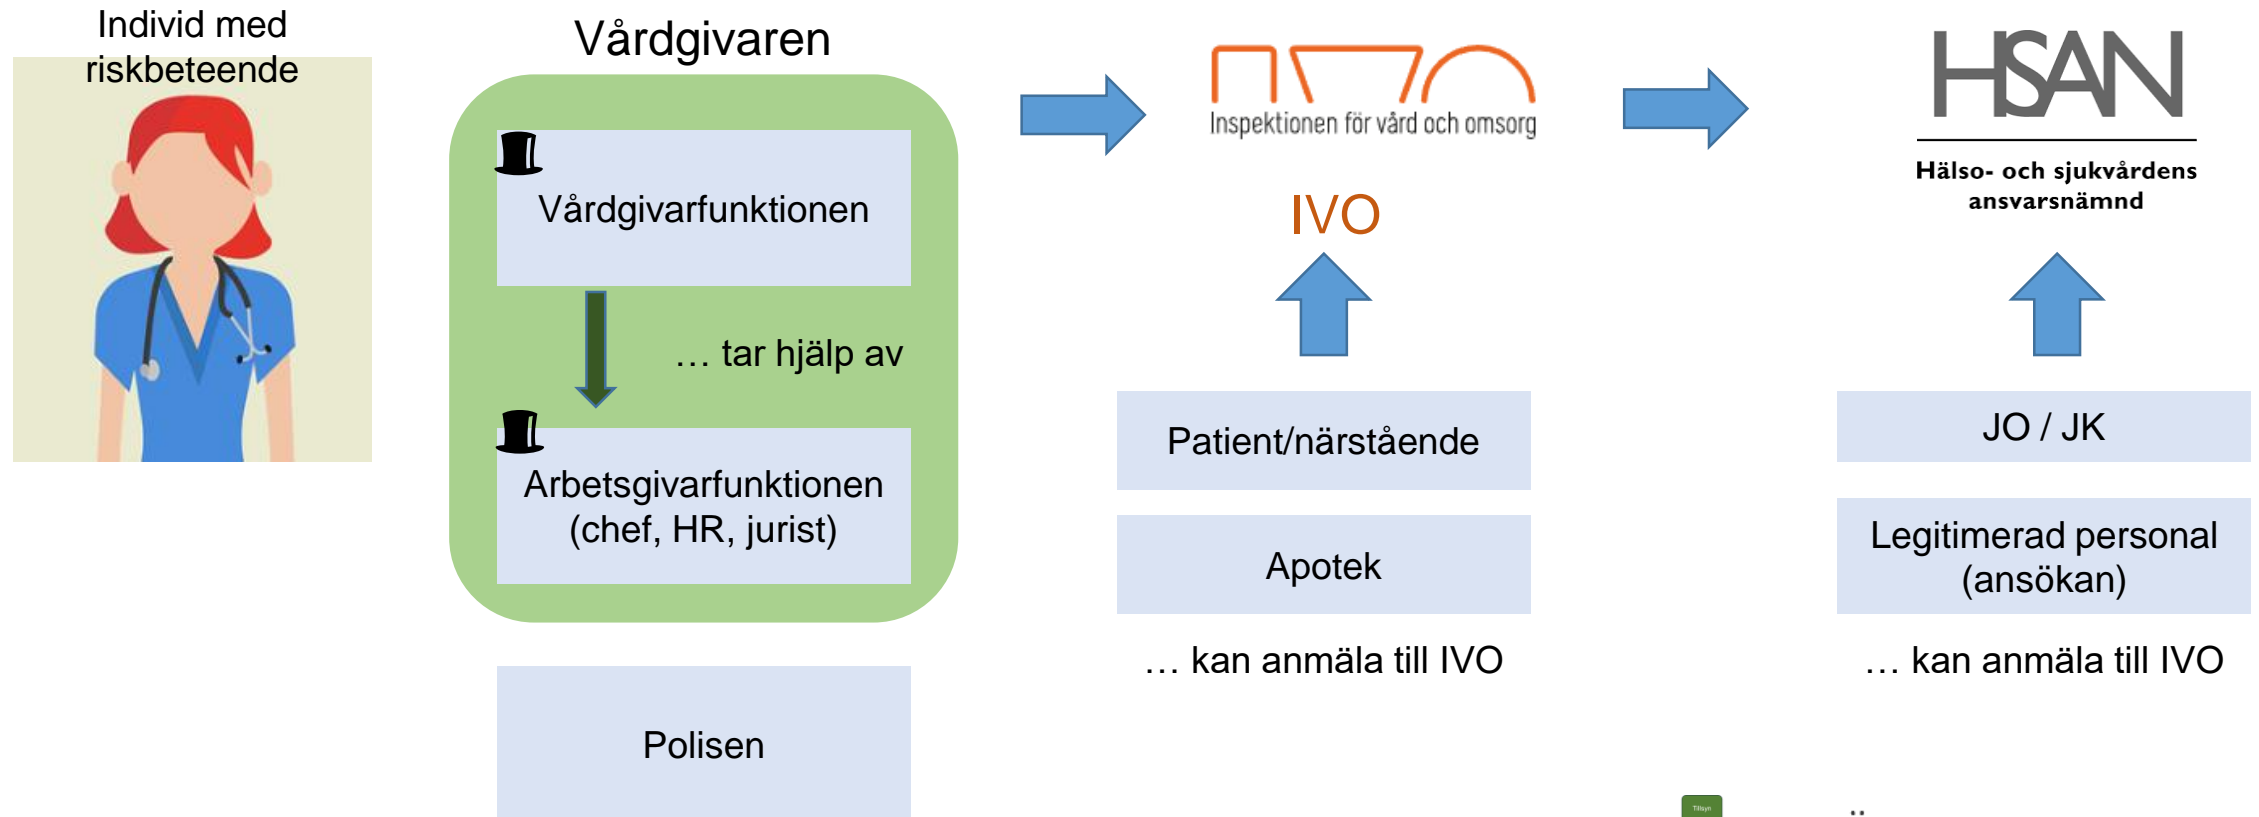 Individ med
riskbeteende
Vårdgivaren
Vårdgivarfunktionen
… tar hjälp av
Arbetsgivarfunktionen
(chef, HR, jurist)
Polisen
Inspektionen för vård och omsorg
IVO
Patient/närstående
Apotek
… kan anmäla till IVO
HSAN
Hälso- och sjukvårdens
ansvarsnämnd
JO / JK
Legitimerad personal
(ansökan)
… kan anmäla till IVO
Tillsyn